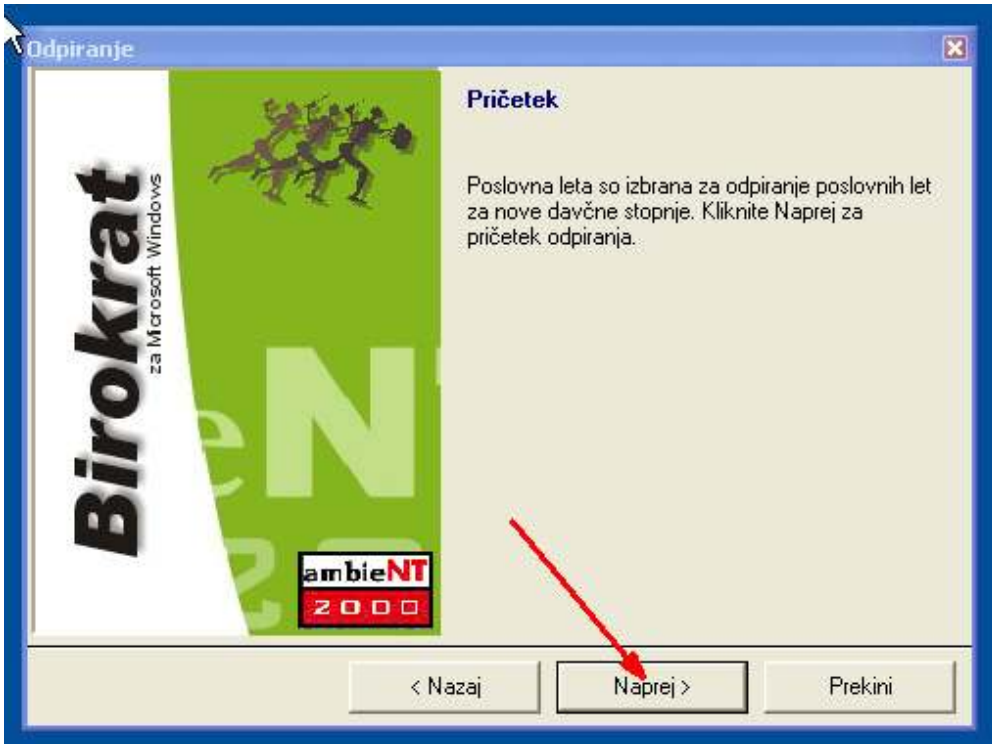 Odpiranje
Birokrat
za Microsoft Windows
eNT
ambieNT
2000
Pričetek
Poslovna leta so izbrana za odpiranje poslovnih let
za nove davčne stopnje. Kliknite Naprej za
pričetek odpiranja.
< Nazaj
Naprej >
Prekini